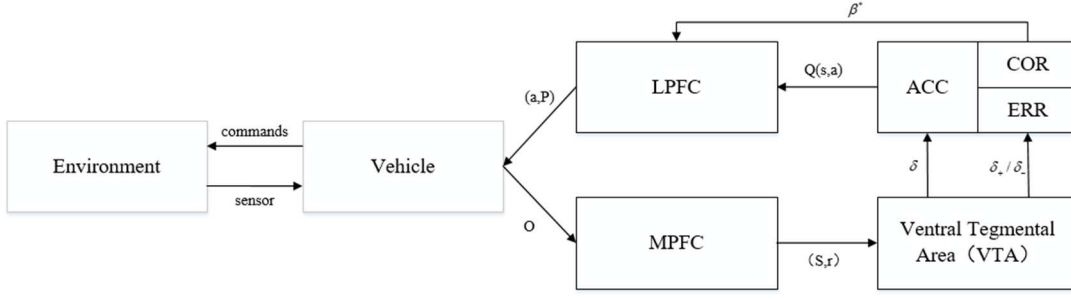 β*
LPFC
Q(s,a)
ACC
COR
ERR
(a,P)
Environment
commands
sensor
Vehicle
δ
δ₊ / δ₋
O
MPFC
(S,r)
Ventral Tegmental
Area（VTA）